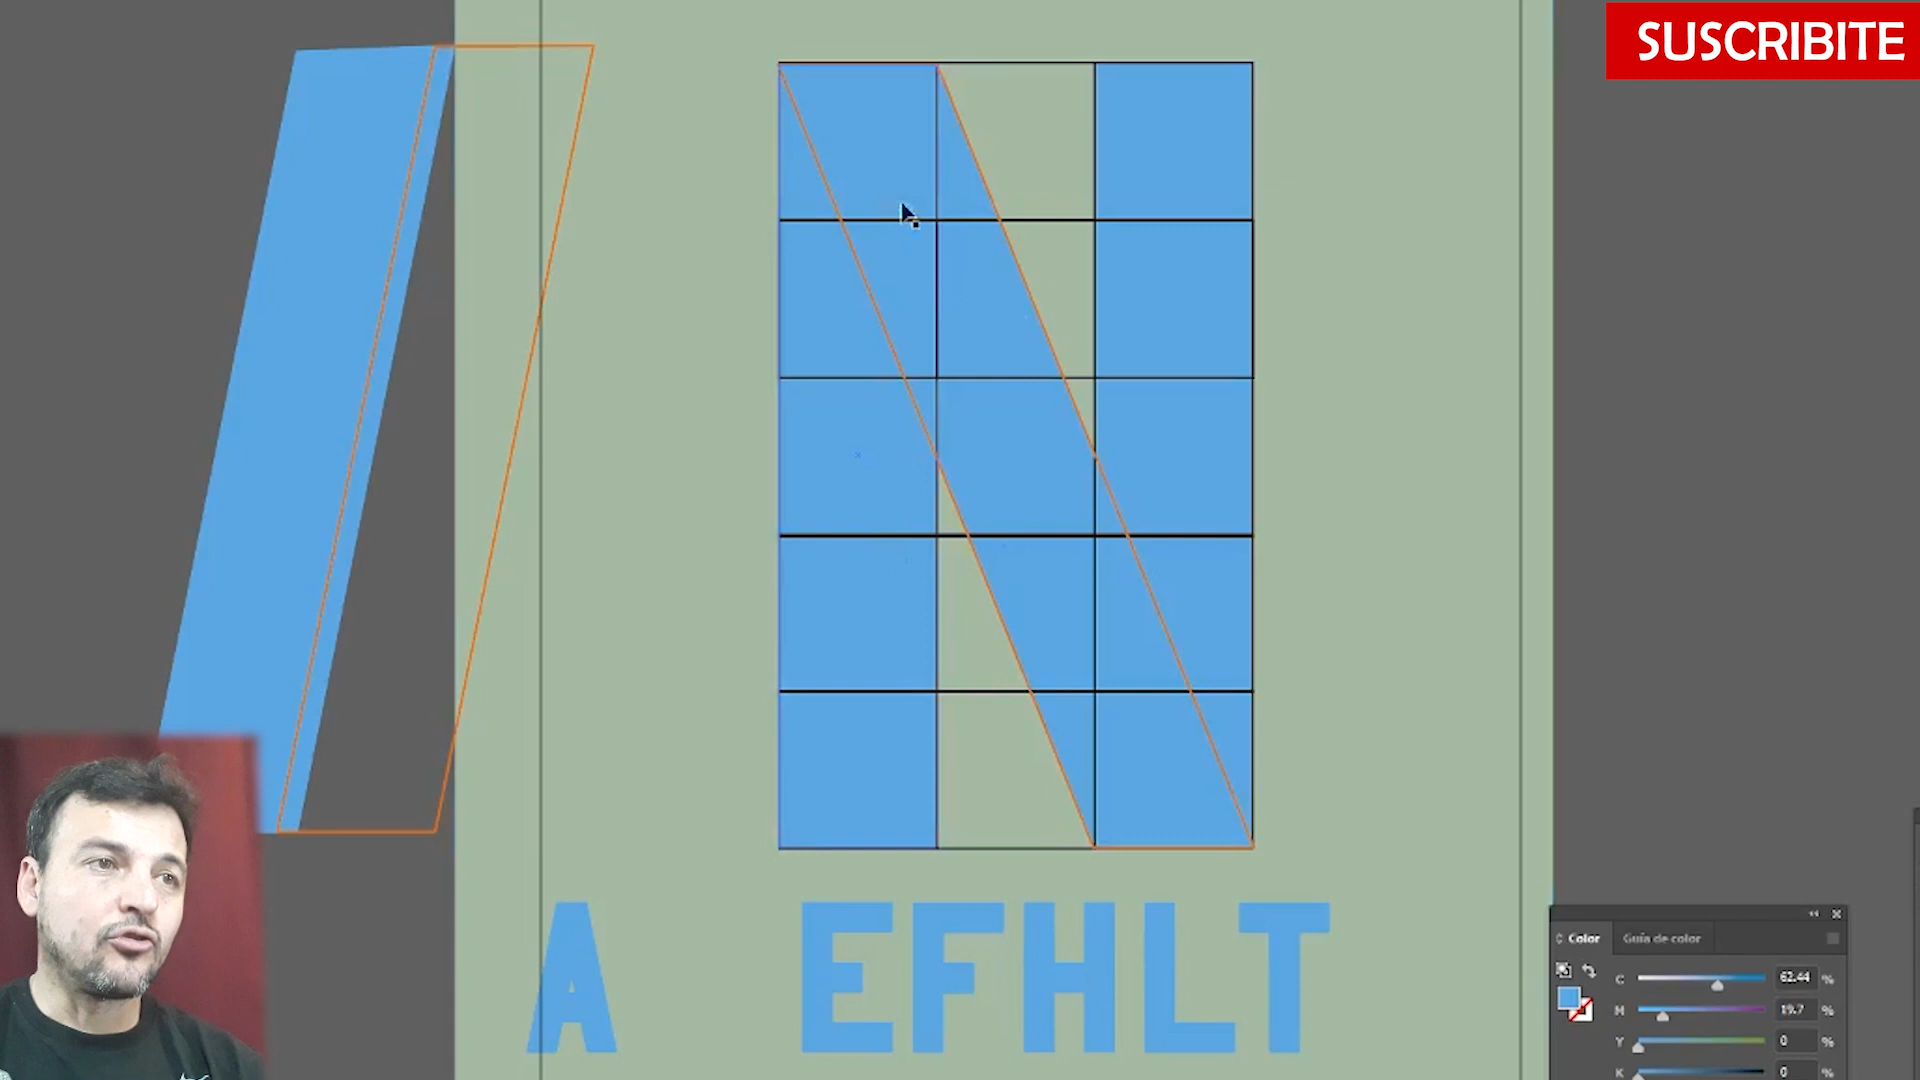 SUSCRIBITE
A EFHLT
Color Guía de color
C 62.44 %
M 19.7 %
Y 0 %
K 0 %